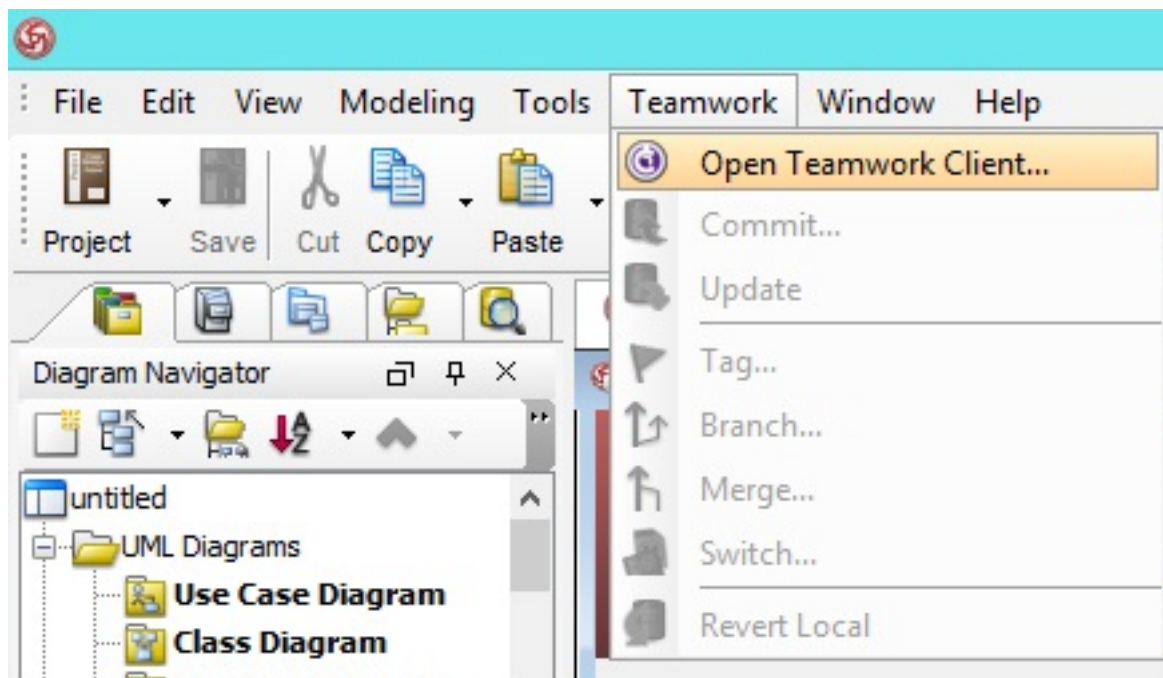 File Edit View Modeling Tools Teamwork Window Help
Project Save Cut Copy Paste
Open Teamwork Client...
Commit...
Update
Tag...
Branch...
Merge...
Switch...
Revert Local
Diagram Navigator
untitled
UML Diagrams
Use Case Diagram
Class Diagram